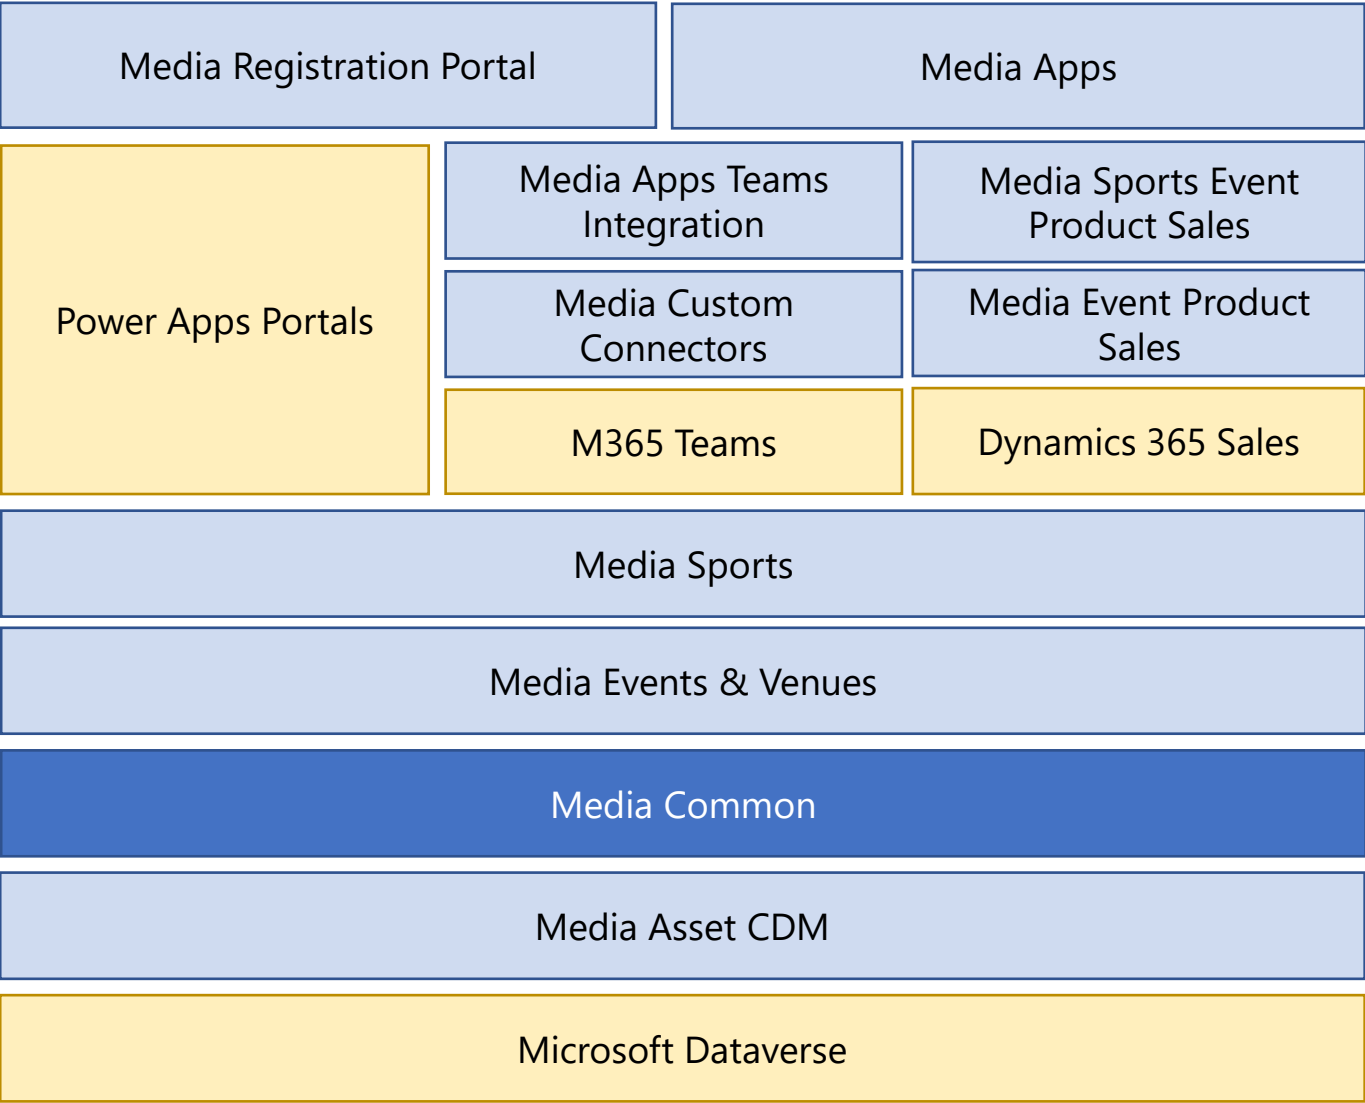 Media Registration Portal
Media Apps
Power Apps Portals
Media Apps Teams
Integration
Media Sports Event
Product Sales
Media Custom
Connectors
Media Event Product
Sales
M365 Teams
Dynamics 365 Sales
Media Sports
Media Events & Venues
Media Common
Media Asset CDM
Microsoft Dataverse